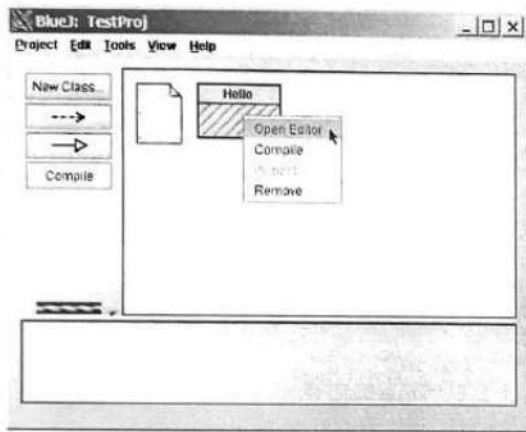 BlueJ: TestProj
Project Edit Tools View Help
New Class...
Hello
Open Editor
Compile
Compile
Remove